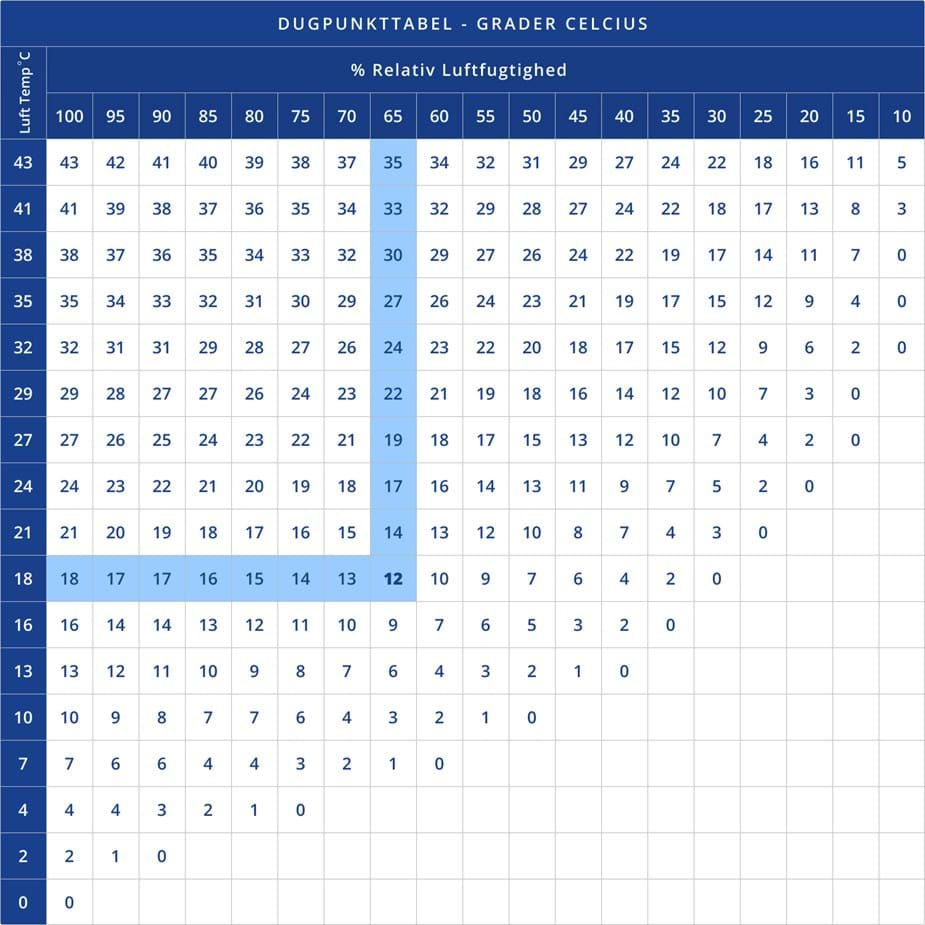 DUGPUNKTTABEL - GRADER CELCIUS
Luft Temp°C
% Relativ Luftfugtighed
100 95 90 85 80 75 70 65 60 55 50 45 40 35 30 25 20 15 10
43 43 42 41 40 39 38 37 35 34 32 31 29 27 24 22 18 16 11 5
41 41 39 38 37 36 35 34 33 32 29 28 27 24 22 18 17 13 8 3
38 38 37 36 35 34 33 32 30 29 27 26 24 22 19 17 14 11 7 0
35 35 34 33 32 31 30 29 27 26 24 23 21 19 17 15 12 9 4 0
32 32 31 31 29 28 27 26 24 23 22 20 18 17 15 12 9 6 2 0
29 29 28 27 27 26 24 23 22 21 19 18 16 14 12 10 7 3 0
27 27 26 25 24 23 22 21 19 18 17 15 13 12 10 7 4 2 0
24 24 23 22 21 20 19 18 17 16 14 13 11 9 7 5 2 0
21 21 20 19 18 17 16 15 14 13 12 10 8 7 4 3 0
18 18 17 17 16 15 14 13 12 10 9 7 6 4 2 0
16 16 14 14 13 12 11 10 9 7 6 5 3 2 0
13 13 12 11 10 9 8 7 6 4 3 2 1 0
10 10 9 8 7 7 6 4 3 2 1 0
7 7 6 6 4 4 3 2 1 0
4 4 4 3 2 1 0
2 2 1 0
0 0